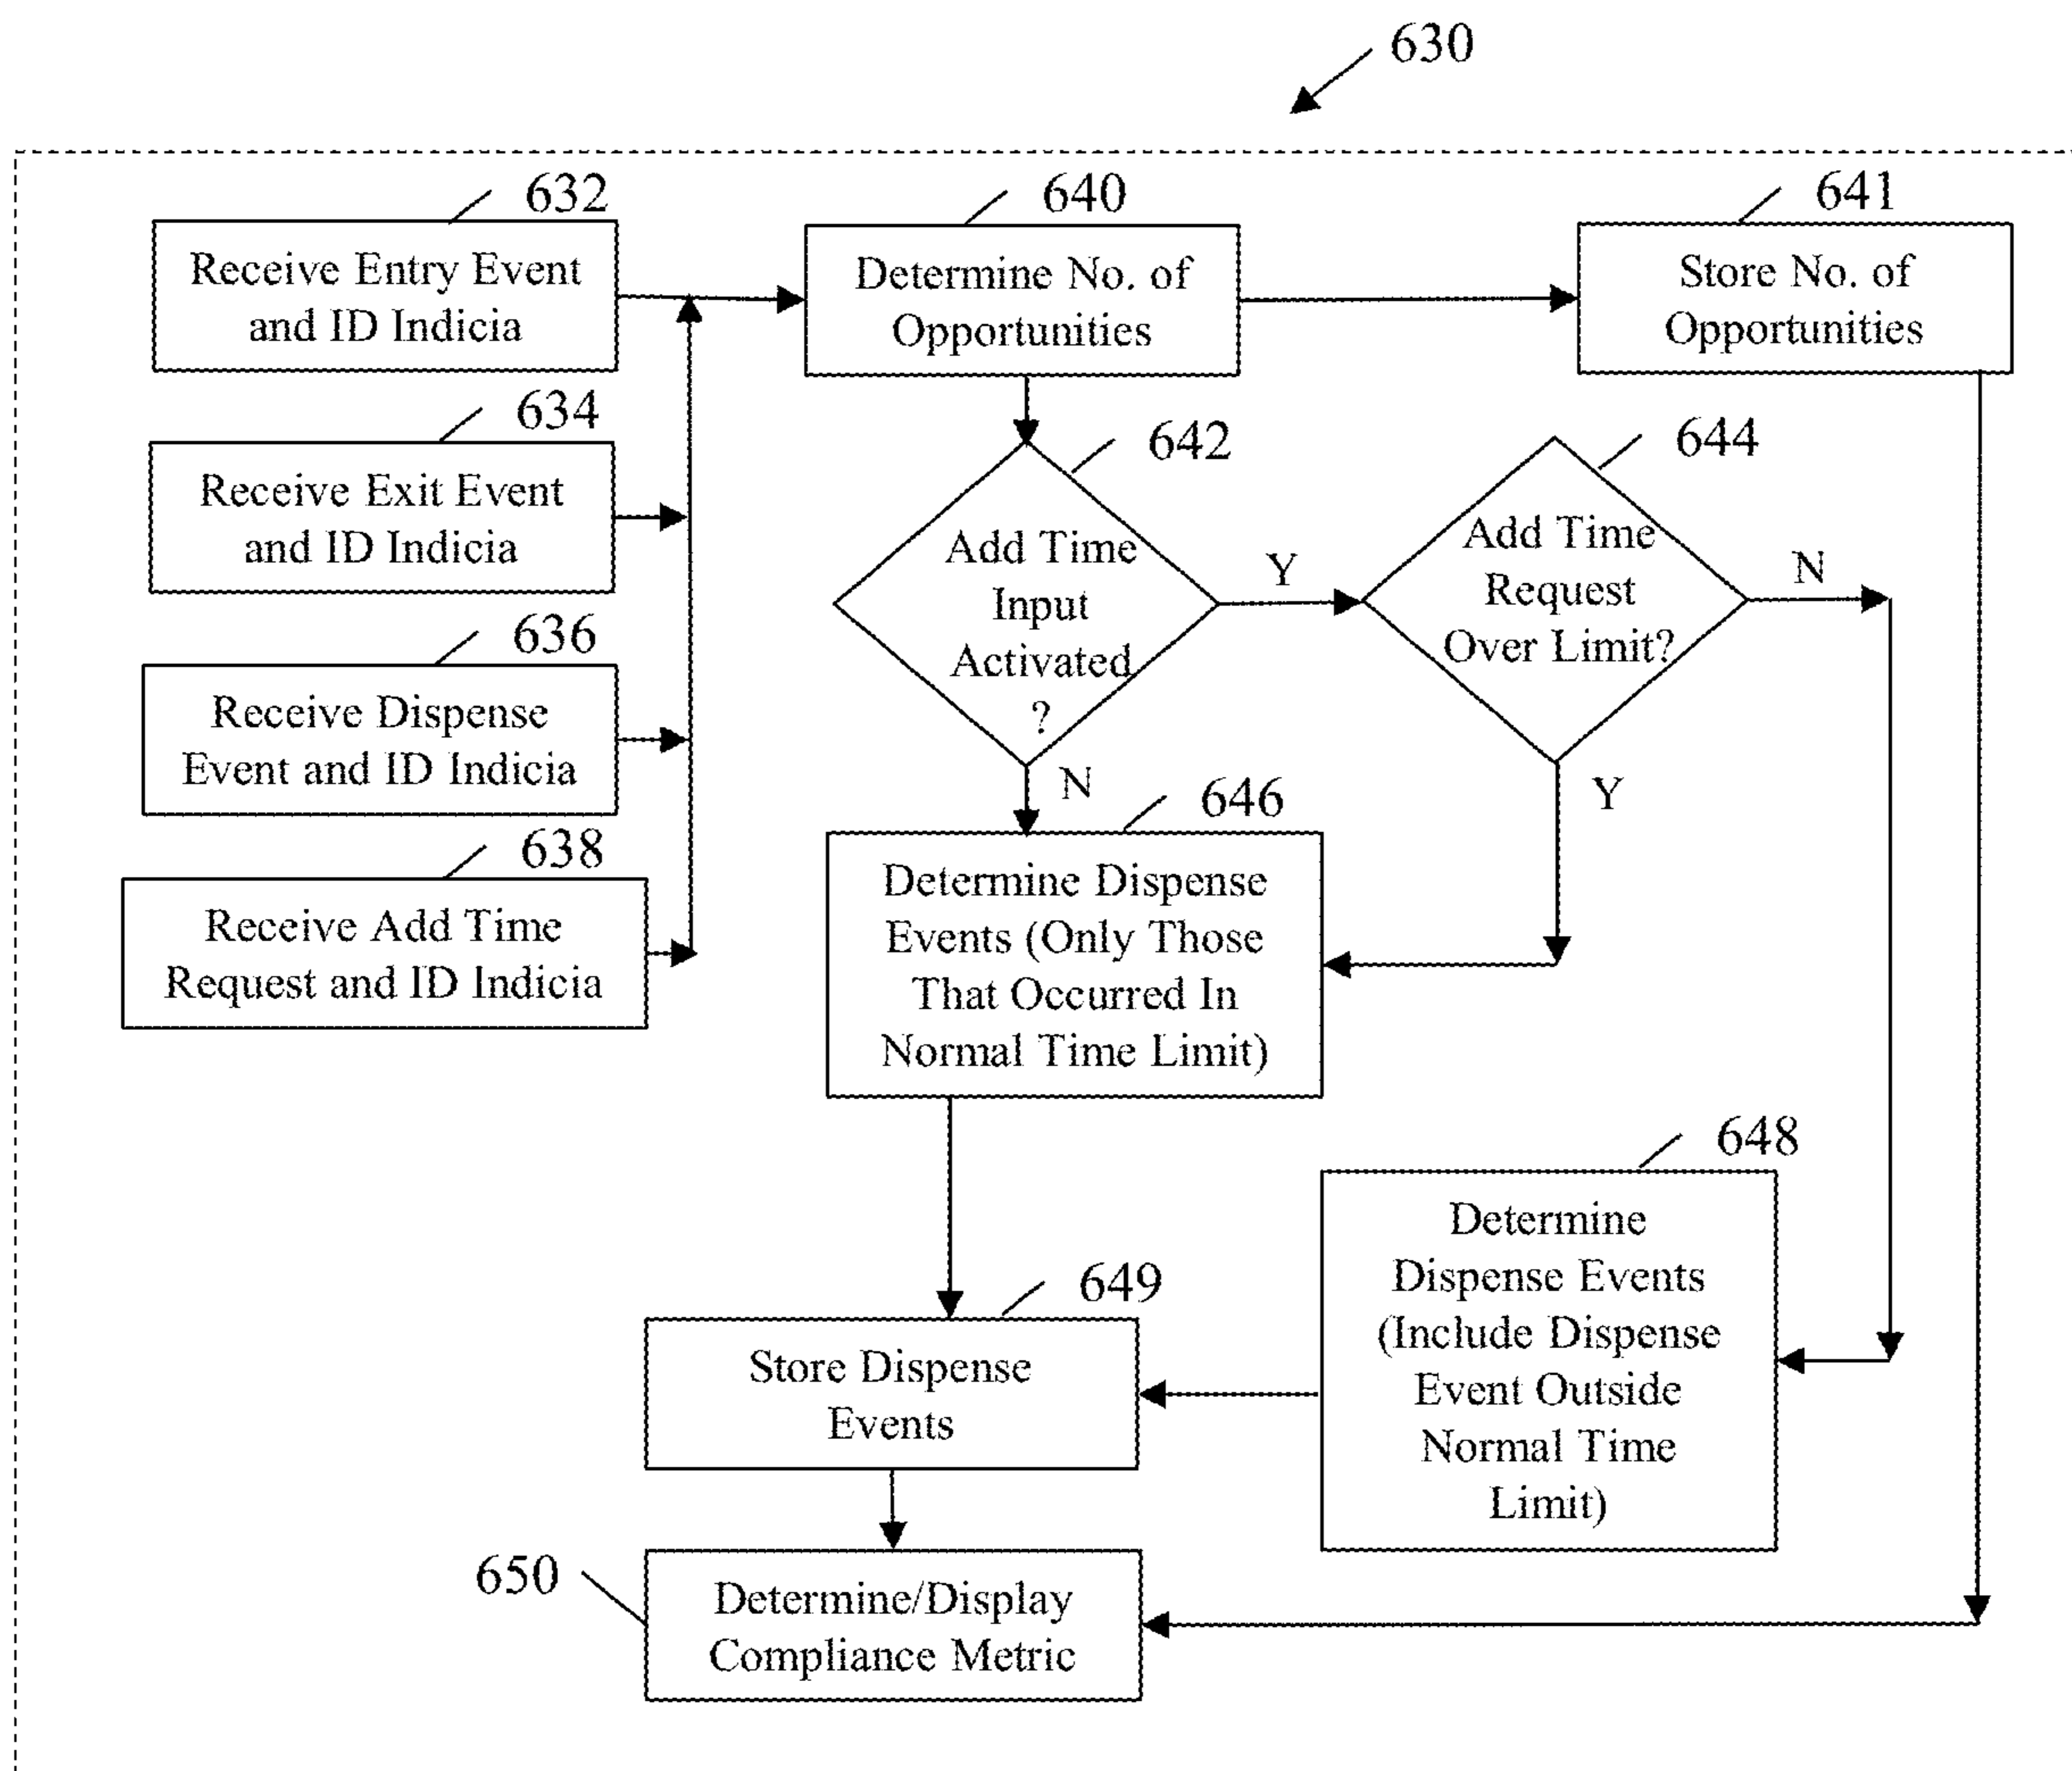 630
632
Receive Entry Event
and ID Indicia
640
Determine No. of
Opportunities
641
Store No. of
Opportunities
634
Receive Exit Event
and ID Indicia
642
Add Time
Input
Activated
?
Y
N
644
Add Time
Request
Over Limit?
N
Y
636
Receive Dispense
Event and ID Indicia
638
Receive Add Time
Request and ID Indicia
646
Determine Dispense
Events (Only Those
That Occurred In
Normal Time Limit)
648
Determine
Dispense Events
(Include Dispense
Event Outside
Normal Time
Limit)
649
Store Dispense
Events
650
Determine/Display
Compliance Metric